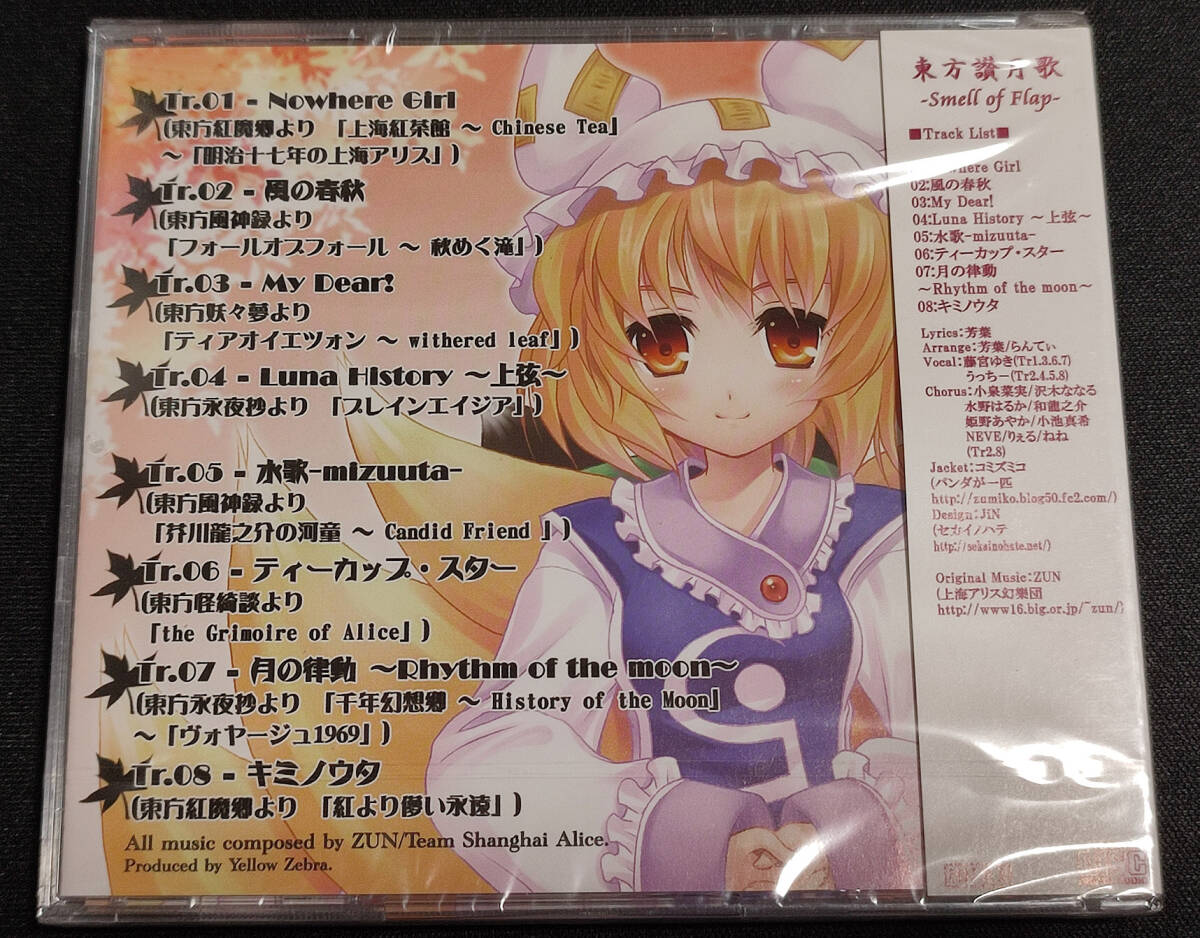 Tr.01 - Nowhere Girl
(東方紅魔郷より 「上海紅茶館 ～ Chinese Tea」
～「明治十七年の上海アリス」)
Tr.02 - 風の春秋
(東方風神録より
「フォールオブフォール ～ 秋めく滝」)
Tr.03 - My Dear!
(東方妖々夢より
「ティアオイエツォン ～ withered leaf」)
Tr.04 - Luna History ～上弦～
(東方永夜抄より 「プレインエイジア」)
Tr.05 - 水歌-mizuuta-
(東方風神録より
「芥川龍之介の河童 ～ Candid Friend 」)
Tr.06 - ティーカップ・スター
(東方怪綺談より
「the Grimoire of Alice」)
Tr.07 - 月の律動 ～Rhythm of the moon～
(東方永夜抄より 「千年幻想郷 ～ History of the Moon」
～「ヴォヤージュ1969」)
Tr.08 - キミノウタ
(東方紅魔郷より 「紅より儚い永遠」)
All music composed by ZUN/Team Shanghai Alice.
Produced by Yellow Zebra.
東方讃月歌
-Smell of Flap-
■Track List■
Nowhere Girl
02:風の春秋
03:My Dear!
04:Luna History ～上弦～
05:水歌-mizuuta-
06:ティーカップ・スター
07:月の律動
～Rhythm of the moon～
08:キミノウタ
Lyrics:芳葉
Arrange:芳葉/らんてぃ
Vocal:藤宮ゆき(Tr1.3.6.7)
うっちー(Tr2.4.5.8)
Chorus:小泉菜実/沢木ななる
水野はるか/和龍之介
姫野あやか/小池真希
NEVE/りぇる/ねね
(Tr2.8)
Jacket:コミズミコ
(パンダが一匹
http://zumiko.blog50.fc2.com/)
Design:JiN
(セカイノハテ
http://sekainohate.net/)
Original Music:ZUN
(上海アリス幻樂団
http://www16.big.or.jp/~zun/)